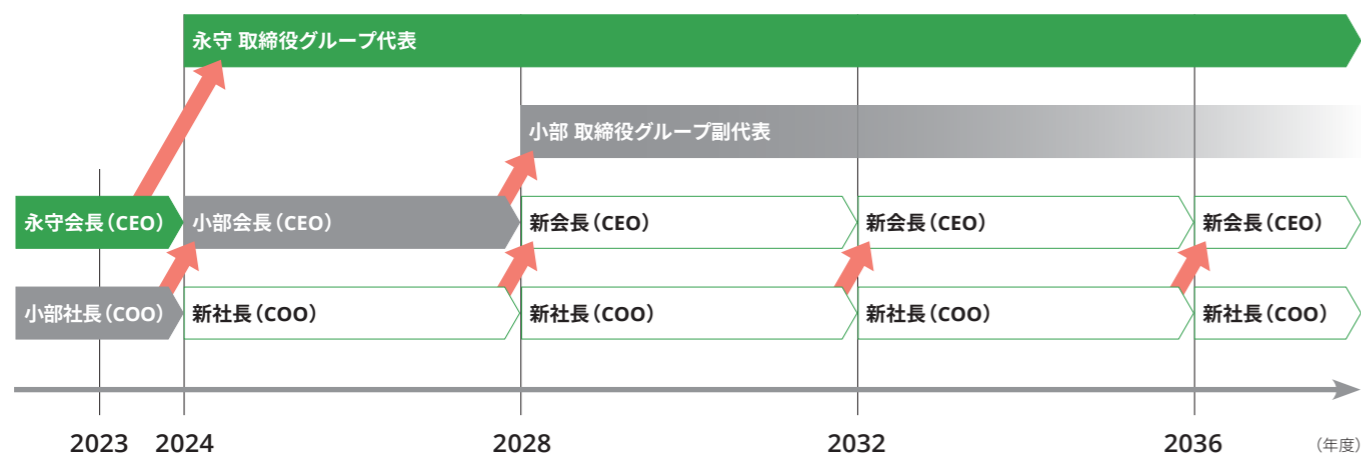 永守 取締役グループ代表
小部 取締役グループ副代表
永守会長（CEO）
小部会長（CEO）
新会長（CEO）
新会長（CEO）
新会長（CEO）
小部社長（COO）
新社長（COO）
新社長（COO）
新社長（COO）
新社長（COO）
2023
2024
2028
2032
2036
（年度）